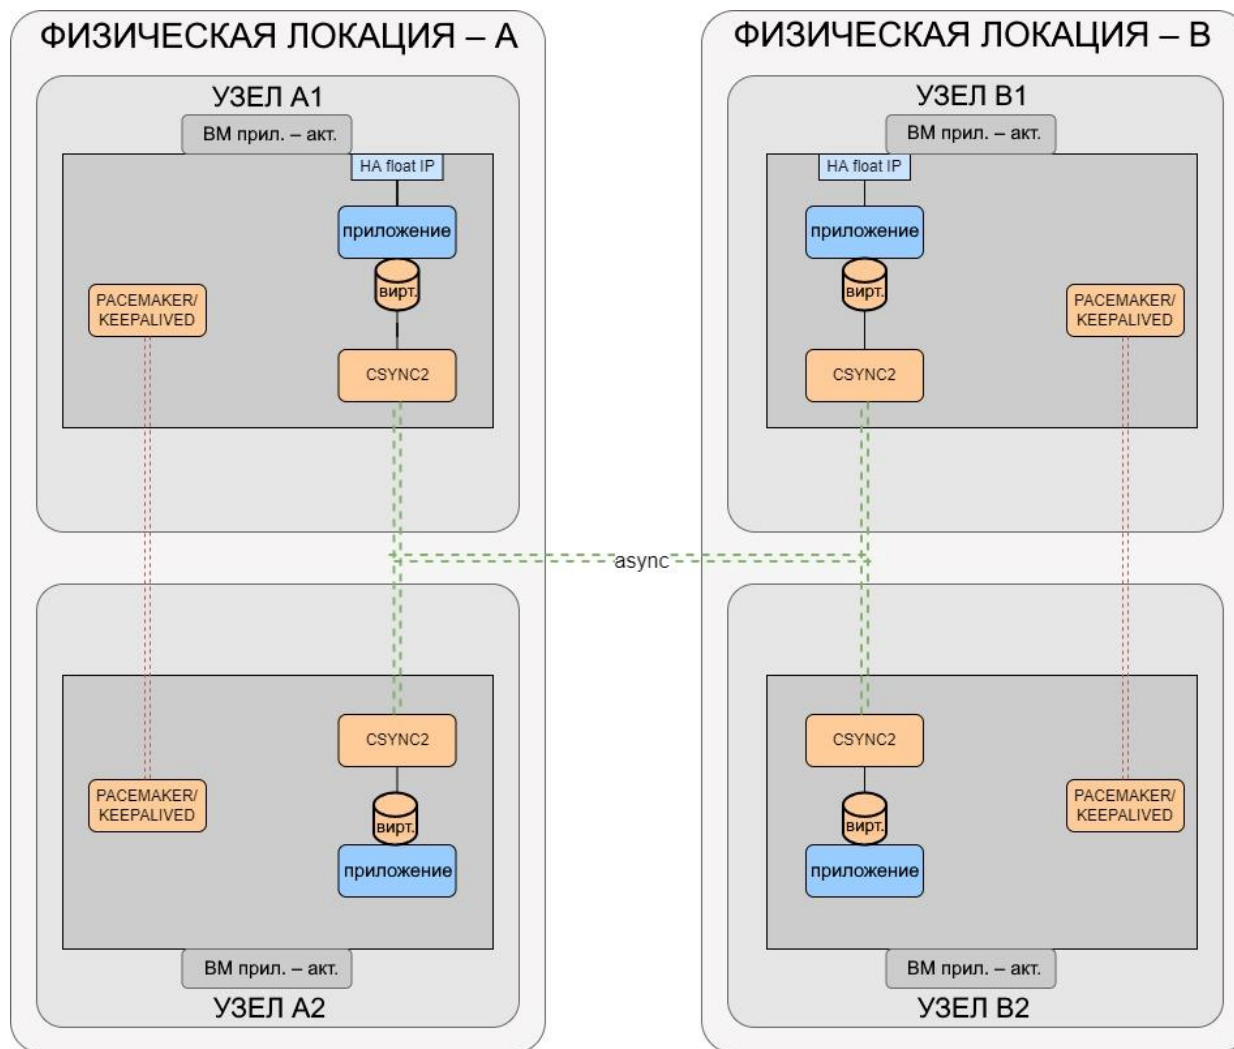 ФИЗИЧЕСКАЯ ЛОКАЦИЯ – А
УЗЕЛ А1
ВМ прил. – акт.
HA float IP
приложение
вирт.
PACEMAKER/
KEEPALIVED
CSYNC2
ФИЗИЧЕСКАЯ ЛОКАЦИЯ – В
УЗЕЛ В1
ВМ прил. – акт.
HA float IP
приложение
вирт.
PACEMAKER/
KEEPALIVED
CSYNC2
async
CSYNC2
PACEMAKER/
KEEPALIVED
вирт.
приложение
ВМ прил. – акт.
УЗЕЛ А2
CSYNC2
PACEMAKER/
KEEPALIVED
вирт.
приложение
ВМ прил. – акт.
УЗЕЛ В2